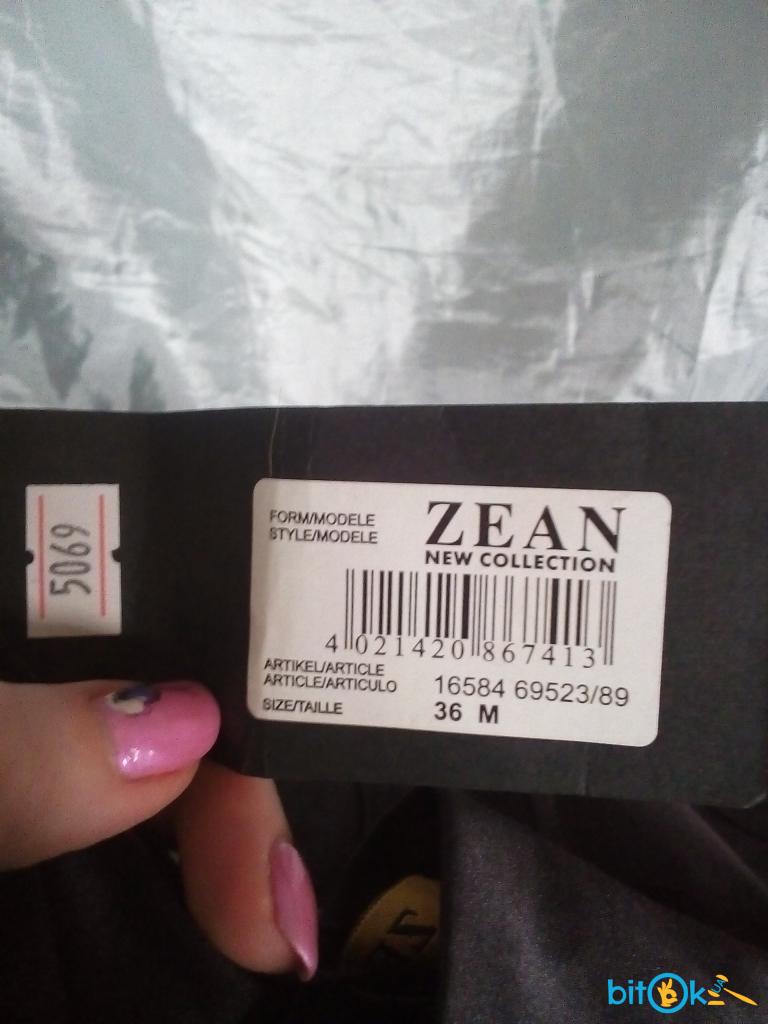 5069
FORM/MODELE
STYLE/MODELE
ZEAN
NEW COLLECTION
4 021420 867413
ARTIKEL/ARTICLE
ARTICLE/ARTICULO
16584 69523/89
SIZE/TAILLE
36 M
bitOk
UA